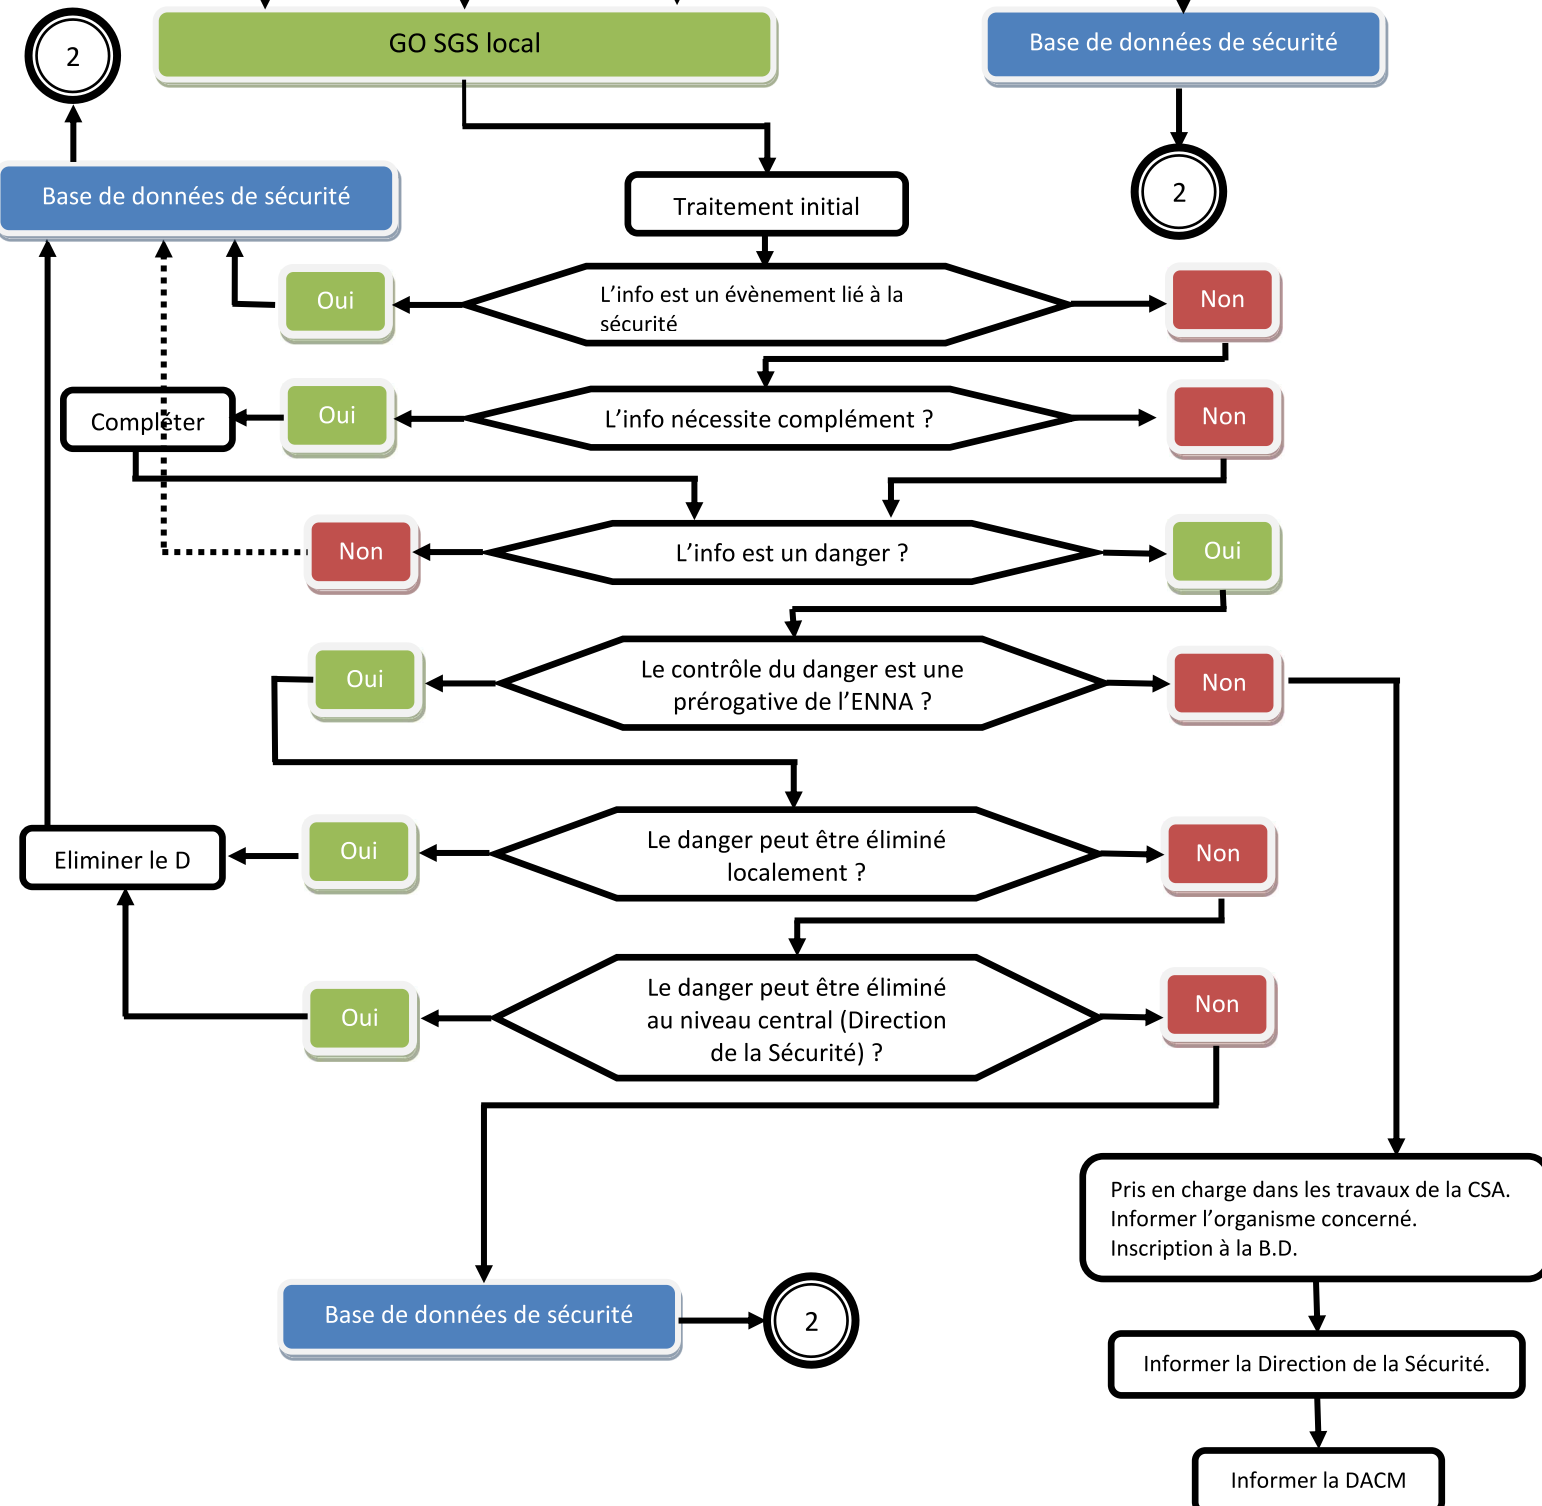 2
GO SGS local
Base de données de sécurité
Base de données de sécurité
Traitement initial
2
Oui
L’info est un évènement lié à la
sécurité
Non
Compléter
Oui
L’info nécessite complément ?
Non
Non
L’info est un danger ?
Oui
Oui
Le contrôle du danger est une
prérogative de l’ENNA ?
Non
Eliminer le D
Oui
Le danger peut être éliminé
localement ?
Non
Oui
Le danger peut être éliminé
au niveau central (Direction
de la Sécurité) ?
Non
Pris en charge dans les travaux de la CSA.
Informer l’organisme concerné.
Inscription à la B.D.
Base de données de sécurité
2
Informer la Direction de la Sécurité.
Informer la DACM